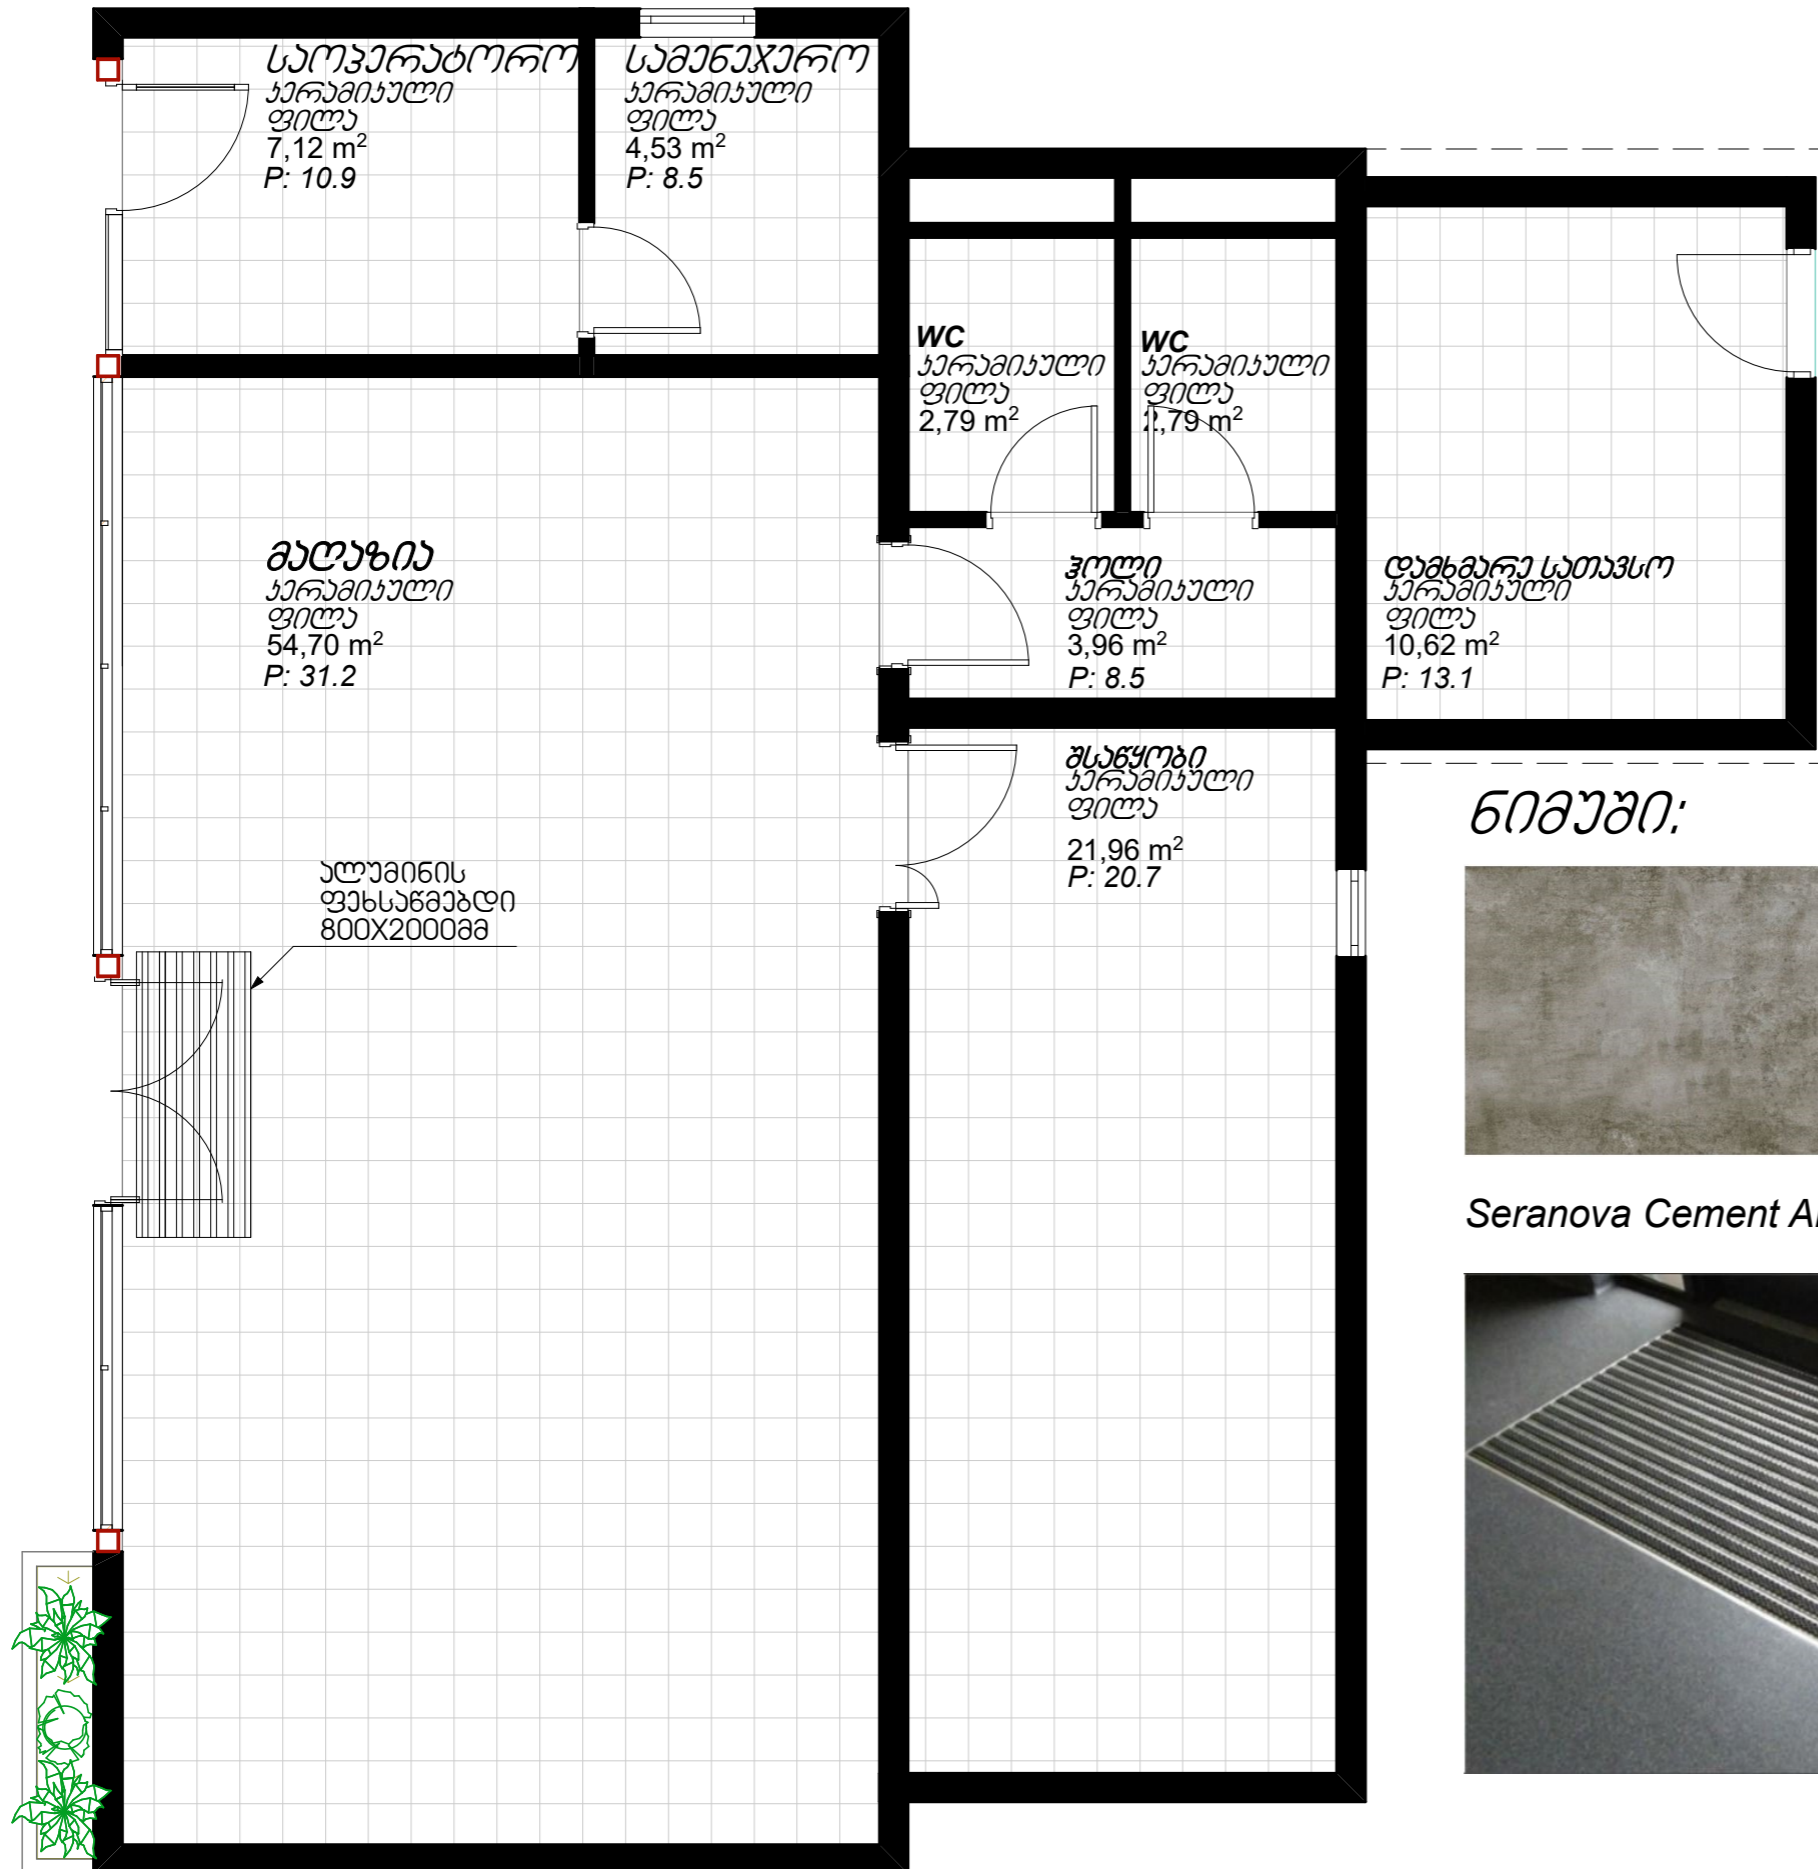 საოპერატორო
კერამიკული
ფილა
7,12 m²
P: 10.9
სამენეჯერო
კერამიკული
ფილა
4,53 m²
P: 8.5
WC
კერამიკული
ფილა
2,79 m²
WC
კერამიკული
ფილა
2,79 m²
მაღაზია
კერამიკული
ფილა
54,70 m²
P: 31.2
ჰოლი
კერამიკული
ფილა
3,96 m²
P: 8.5
დამხმარე სათავსო
კერამიკული
ფილა
10,62 m²
P: 13.1
შსაწყობი
კერამიკული
ფილა
21,96 m²
P: 20.7
ალუმინის
ფეხსაწმებდი
800X2000მმ
ნიმუში:
Seranova Cement